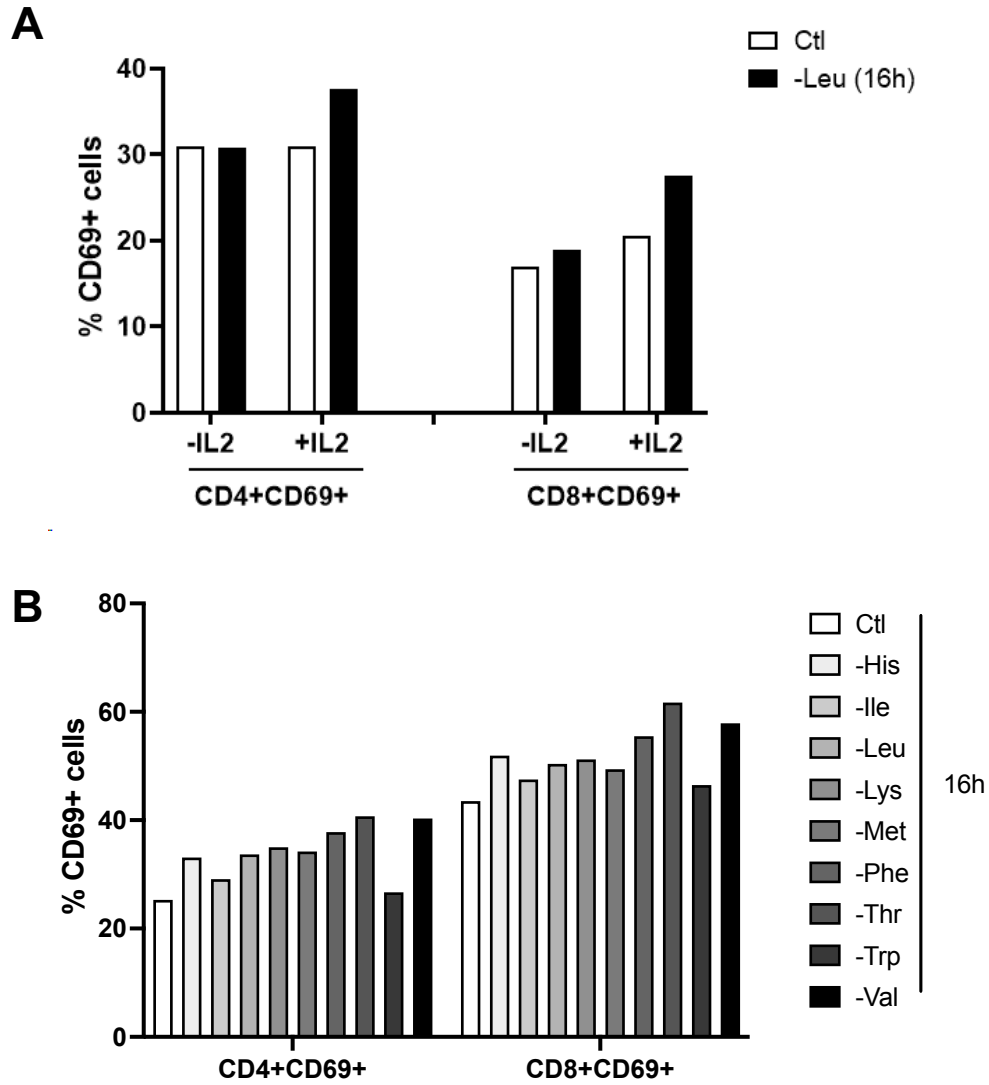 A
Ctl
-Leu (16h)
% CD69+ cells
40
30
20
10
0
-IL2 +IL2 -IL2 +IL2
CD4+CD69+ CD8+CD69+
B
% CD69+ cells
80
60
40
20
0
CD4+CD69+ CD8+CD69+
Ctl
-His
-Ile
-Leu
-Lys
-Met
-Phe
-Thr
-Trp
-Val
16h